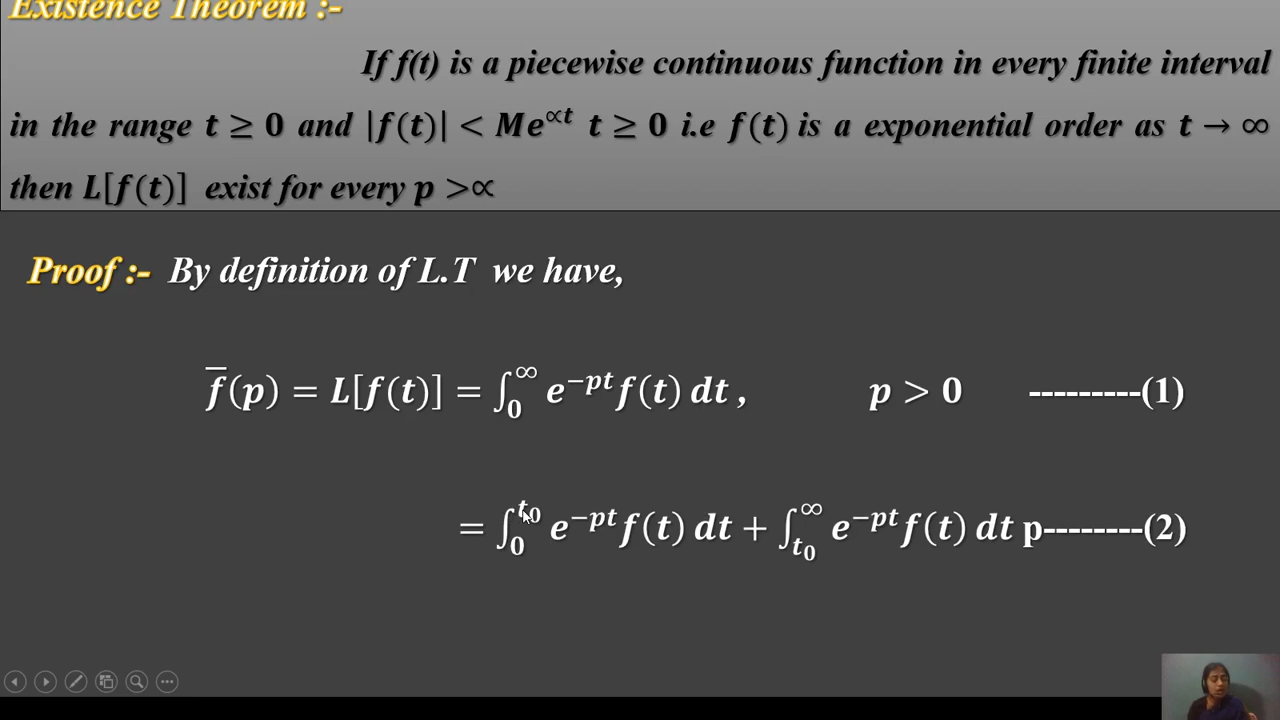 Existence Theorem :-
If f(t) is a piecewise continuous function in every finite interval
in the range t ≥ 0 and |f(t)| < Me^{∝t} t ≥ 0 i.e f(t) is a exponential order as t → ∞
then L[f(t)] exist for every p >∝
Proof :- By definition of L.T we have,
\overline{f}(p) = L[f(t)] = ∫_0^∞ e^{−pt} f(t) dt , p > 0 ---------(1)
= ∫_0^{t_0} e^{−pt} f(t) dt + ∫_{t_0}^∞ e^{−pt} f(t) dt p--------(2)